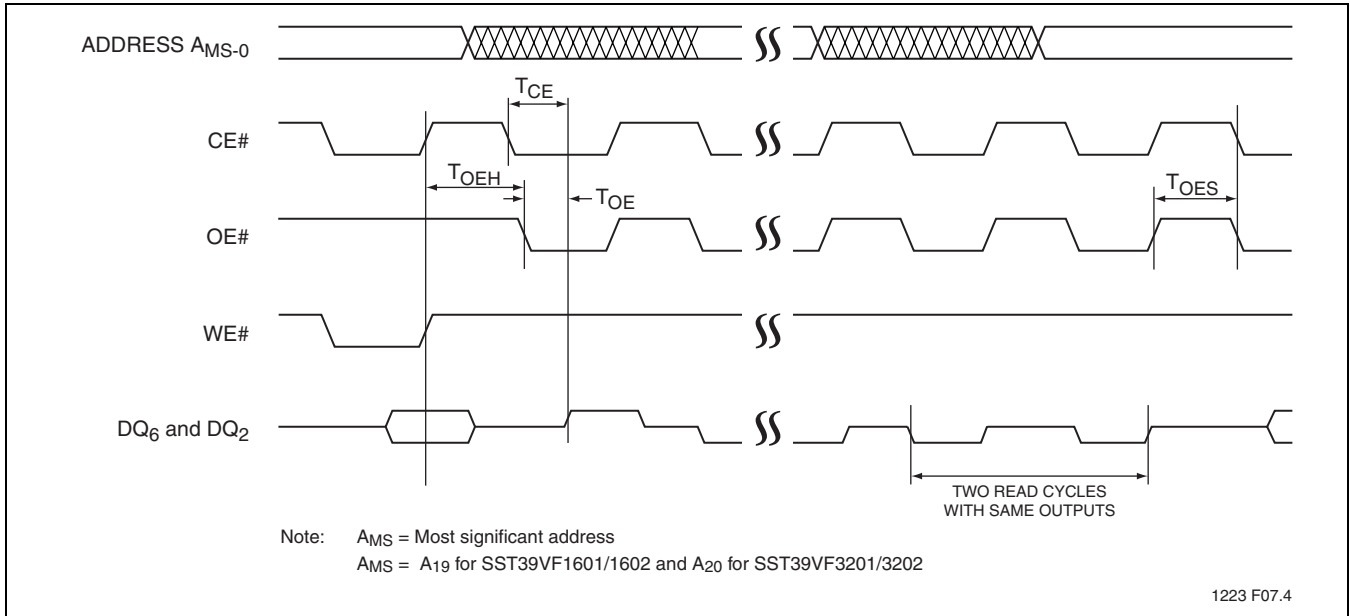 ADDRESS AMS-0
TCE
CE#
TOEH
TOE
TOES
OE#
WE#
DQ6 and DQ2
TWO READ CYCLES
WITH SAME OUTPUTS
Note: AMS = Most significant address
AMS = A19 for SST39VF1601/1602 and A20 for SST39VF3201/3202
1223 F07.4